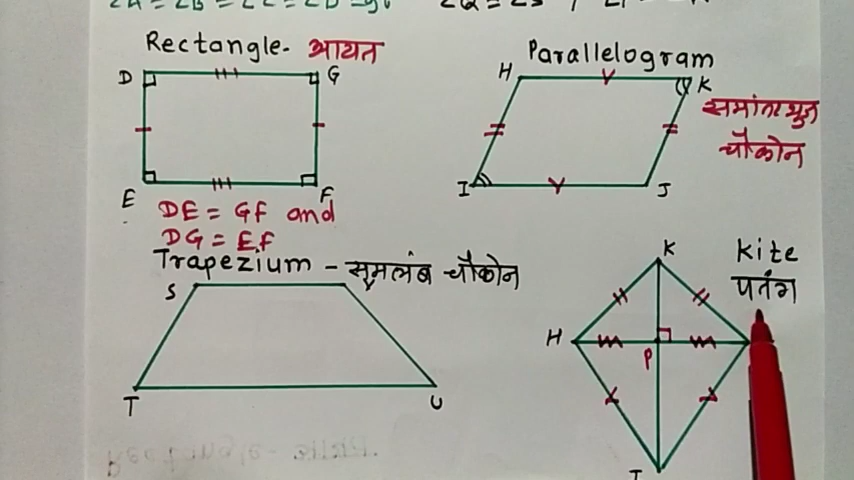 Rectangle- आयत
Parallelogram
समांतरभुज
चौकोन
D
G
E
F
H
K
I
J
DE = GF and
DG = EF
Trapezium - समलंब चौकोन
S
T
U
Kite
पतंग
K
H
P